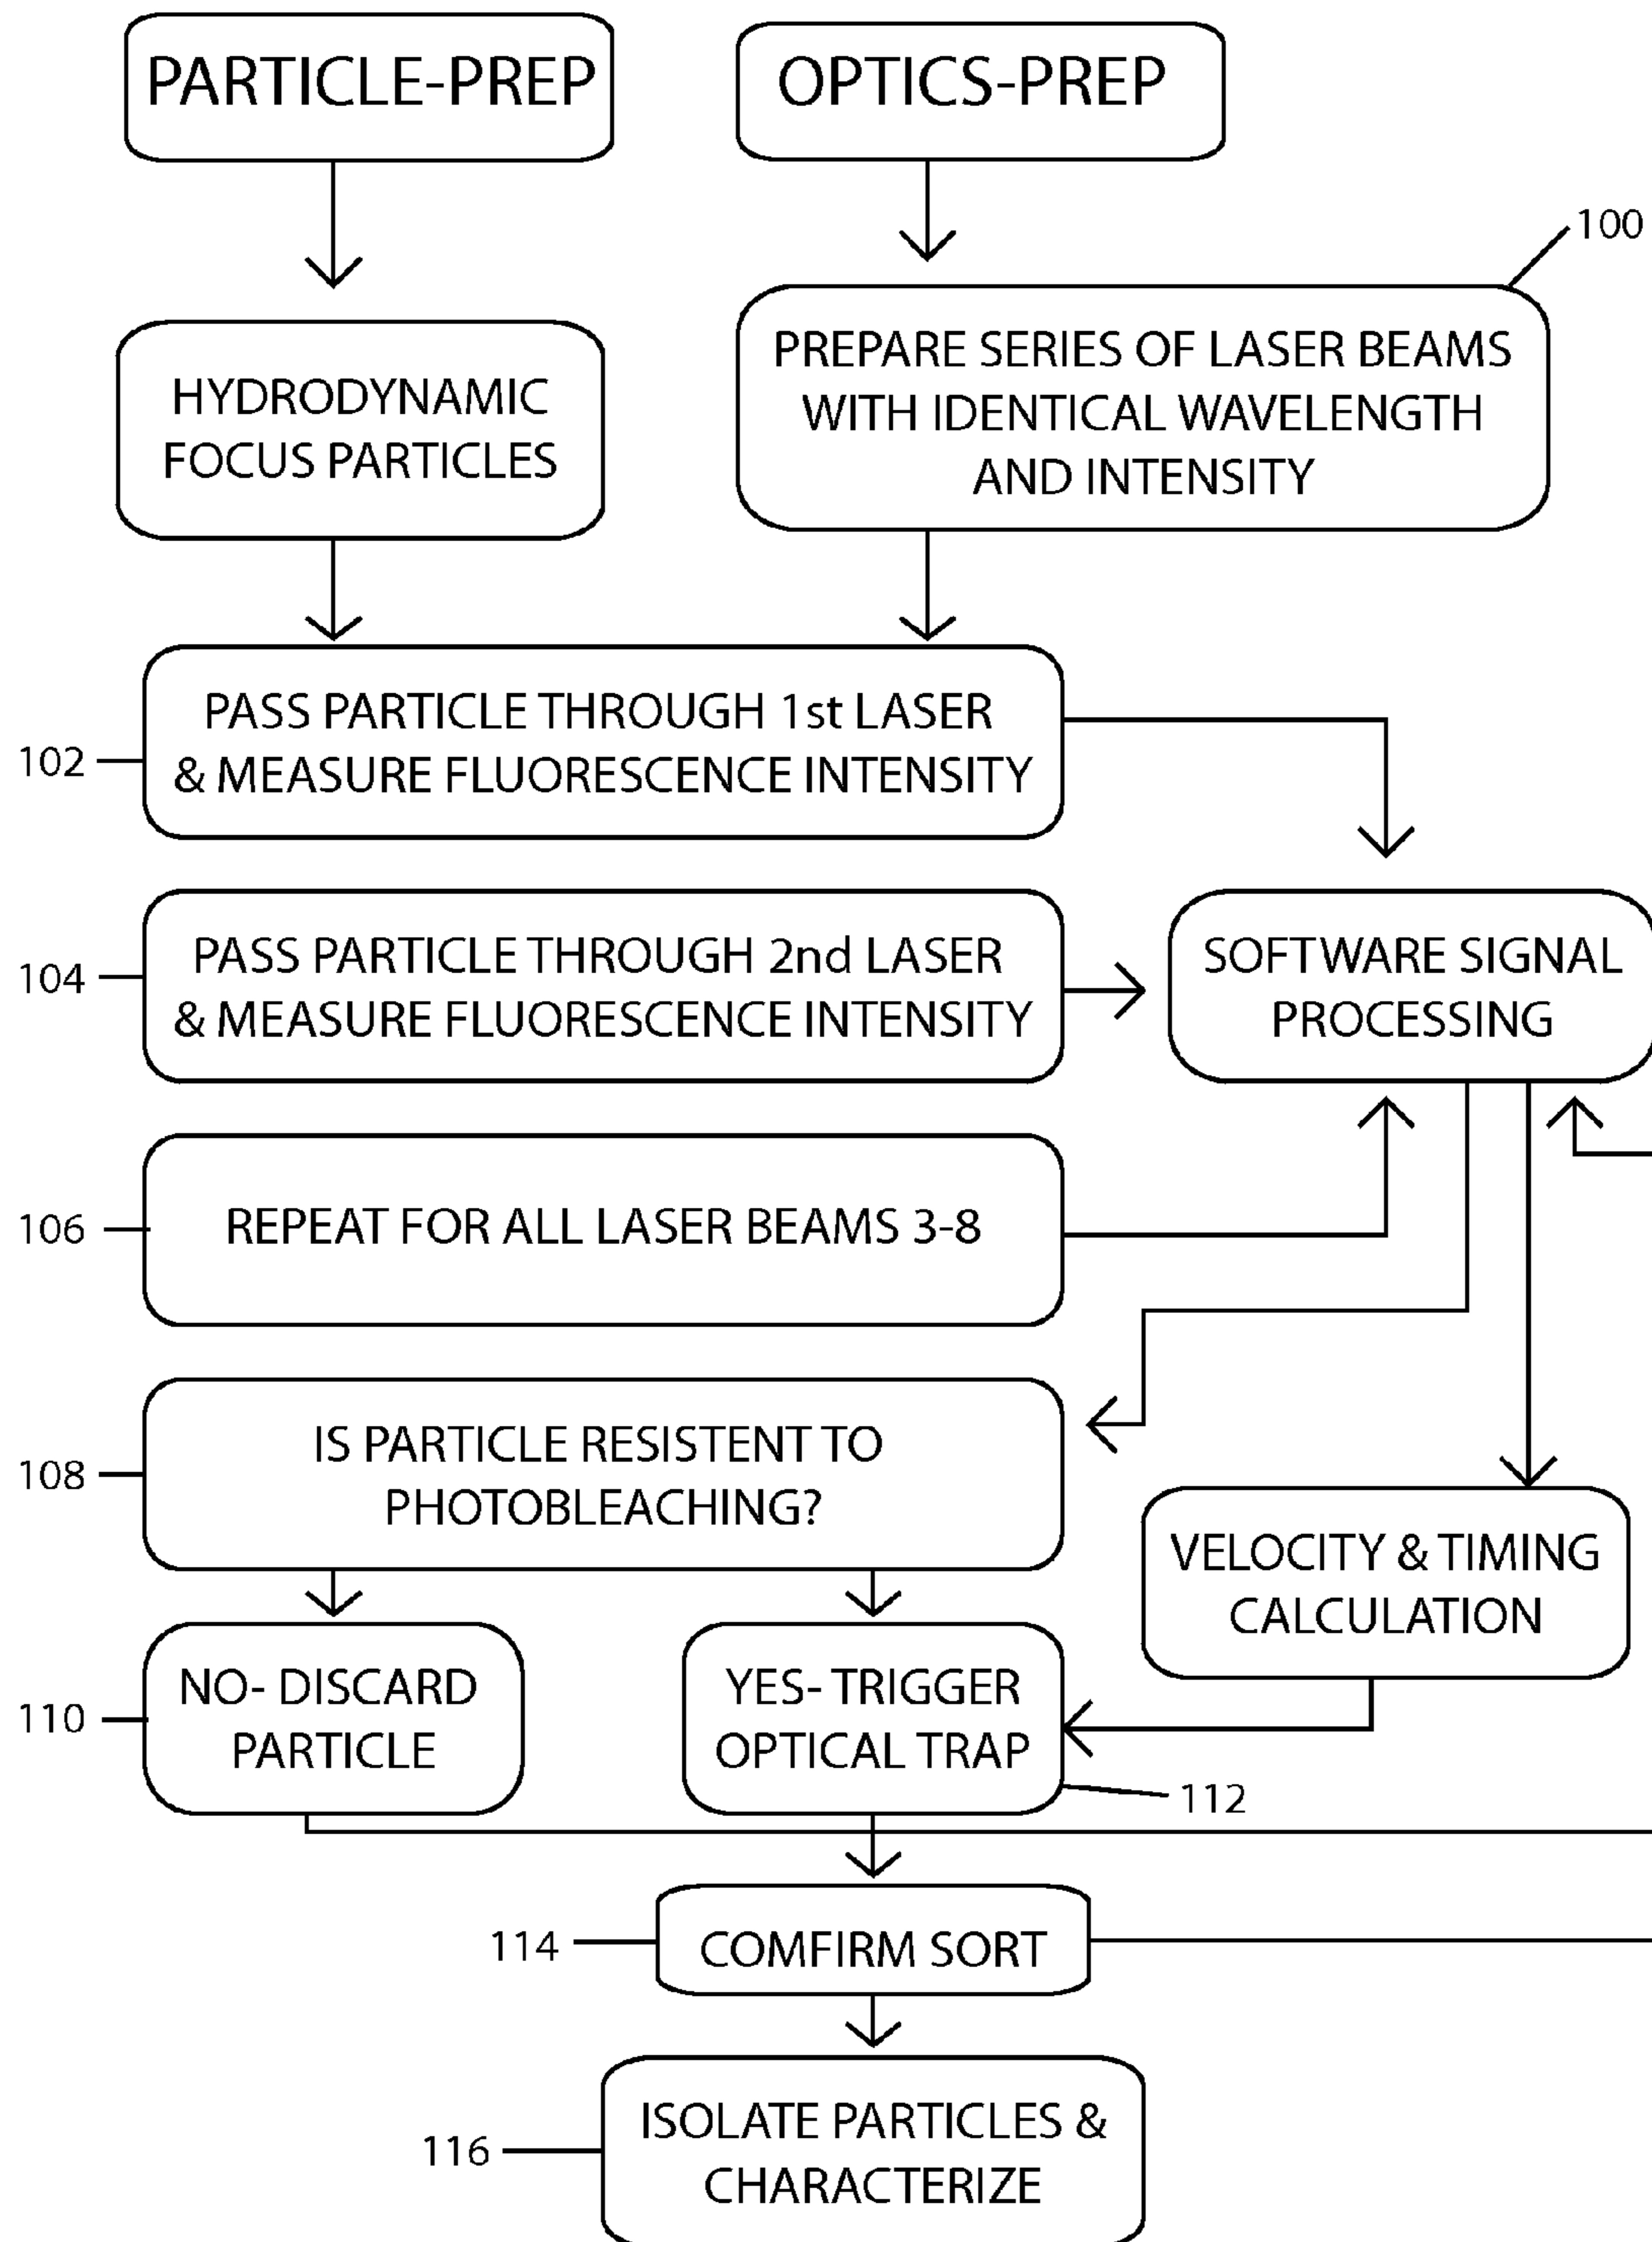 PARTICLE-PREP
OPTICS-PREP
100
HYDRODYNAMIC
FOCUS PARTICLES
PREPARE SERIES OF LASER BEAMS
WITH IDENTICAL WAVELENGTH
AND INTENSITY
102
PASS PARTICLE THROUGH 1st LASER
& MEASURE FLUORESCENCE INTENSITY
104
PASS PARTICLE THROUGH 2nd LASER
& MEASURE FLUORESCENCE INTENSITY
SOFTWARE SIGNAL
PROCESSING
106
REPEAT FOR ALL LASER BEAMS 3-8
108
IS PARTICLE RESISTENT TO
PHOTOBLEACHING?
VELOCITY & TIMING
CALCULATION
110
NO- DISCARD
PARTICLE
YES- TRIGGER
OPTICAL TRAP
112
114
COMFIRM SORT
116
ISOLATE PARTICLES &
CHARACTERIZE